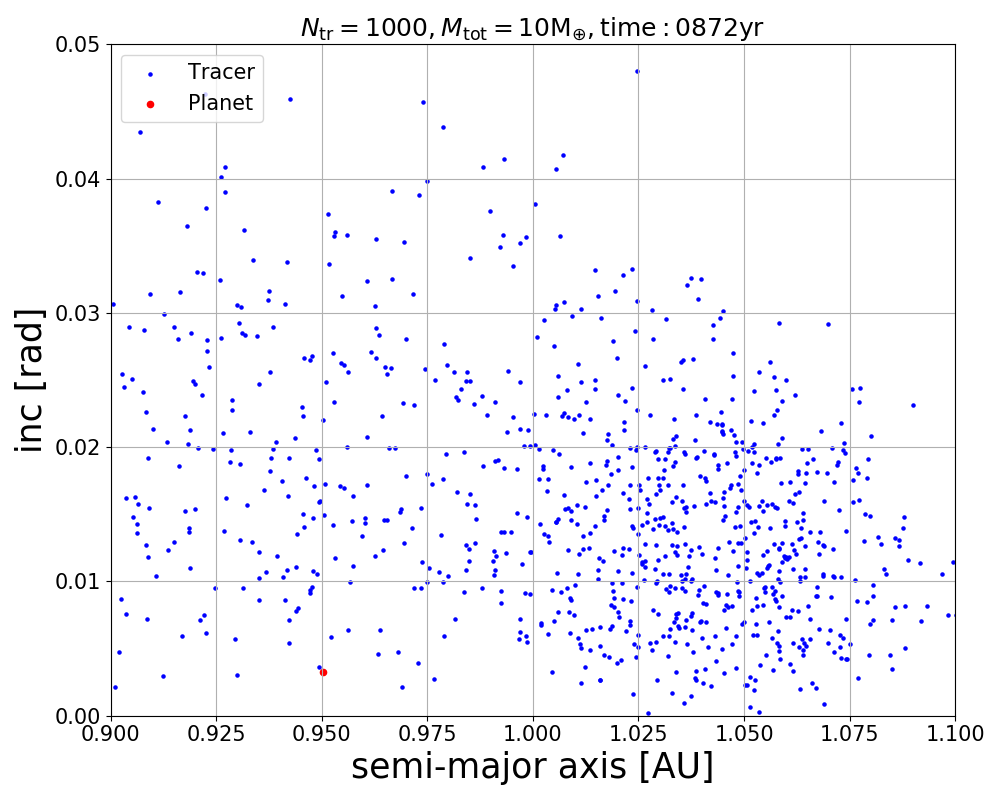 N_tr = 1000, M_tot = 10M_⊕, time : 0872yr
0.05
Tracer
Planet
0.04
0.03
inc [rad]
0.02
0.01
0.00
0.900 0.925 0.950 0.975 1.000 1.025 1.050 1.075 1.100
semi-major axis [AU]